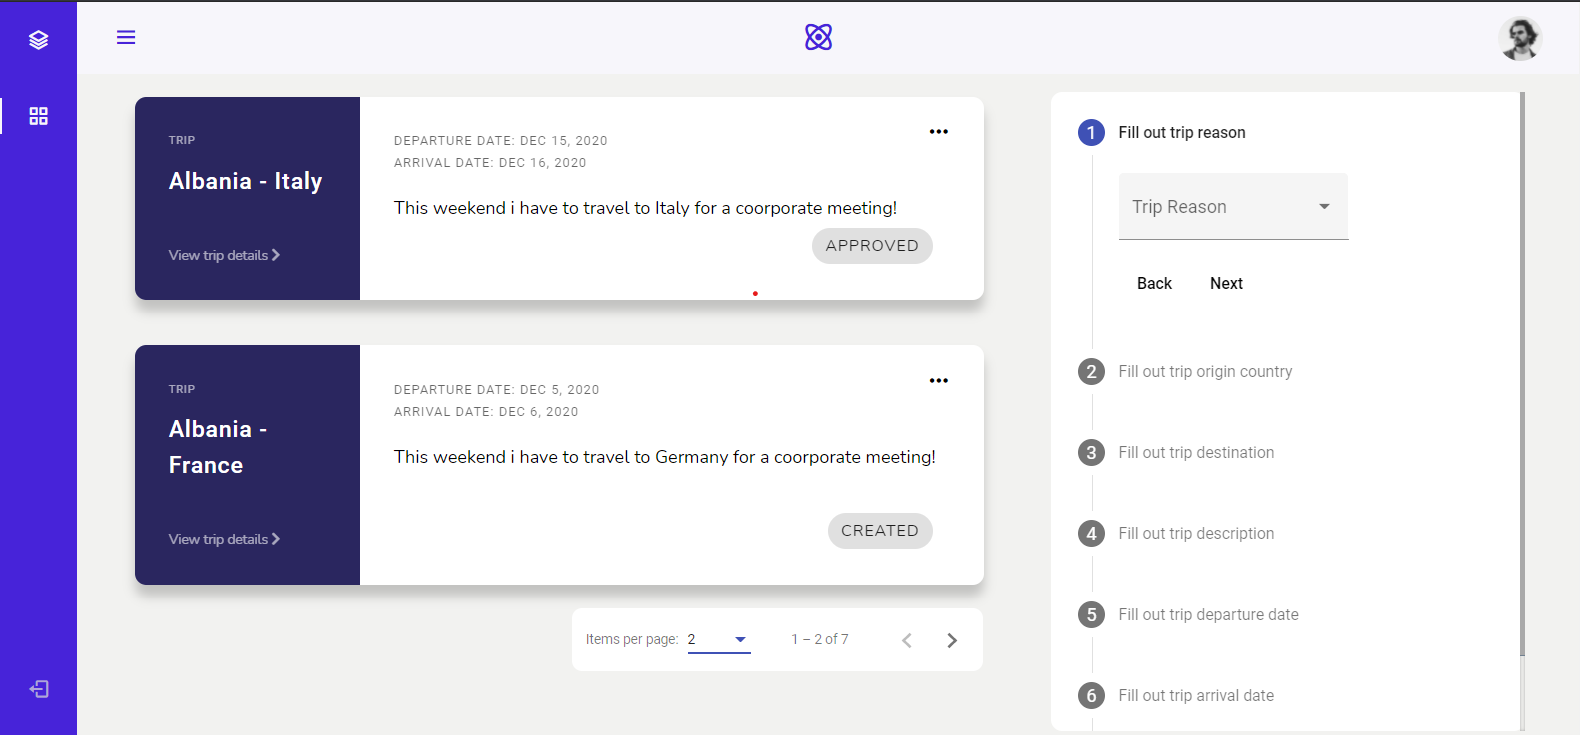 TRIP
Albania - Italy
View trip details
DEPARTURE DATE: DEC 15, 2020
ARRIVAL DATE: DEC 16, 2020
This weekend i have to travel to Italy for a coorporate meeting!
APPROVED
TRIP
Albania -
France
View trip details
DEPARTURE DATE: DEC 5, 2020
ARRIVAL DATE: DEC 6, 2020
This weekend i have to travel to Germany for a coorporate meeting!
CREATED
Items per page: 2
1 – 2 of 7
1 Fill out trip reason
Trip Reason
Back Next
2 Fill out trip origin country
3 Fill out trip destination
4 Fill out trip description
5 Fill out trip departure date
6 Fill out trip arrival date